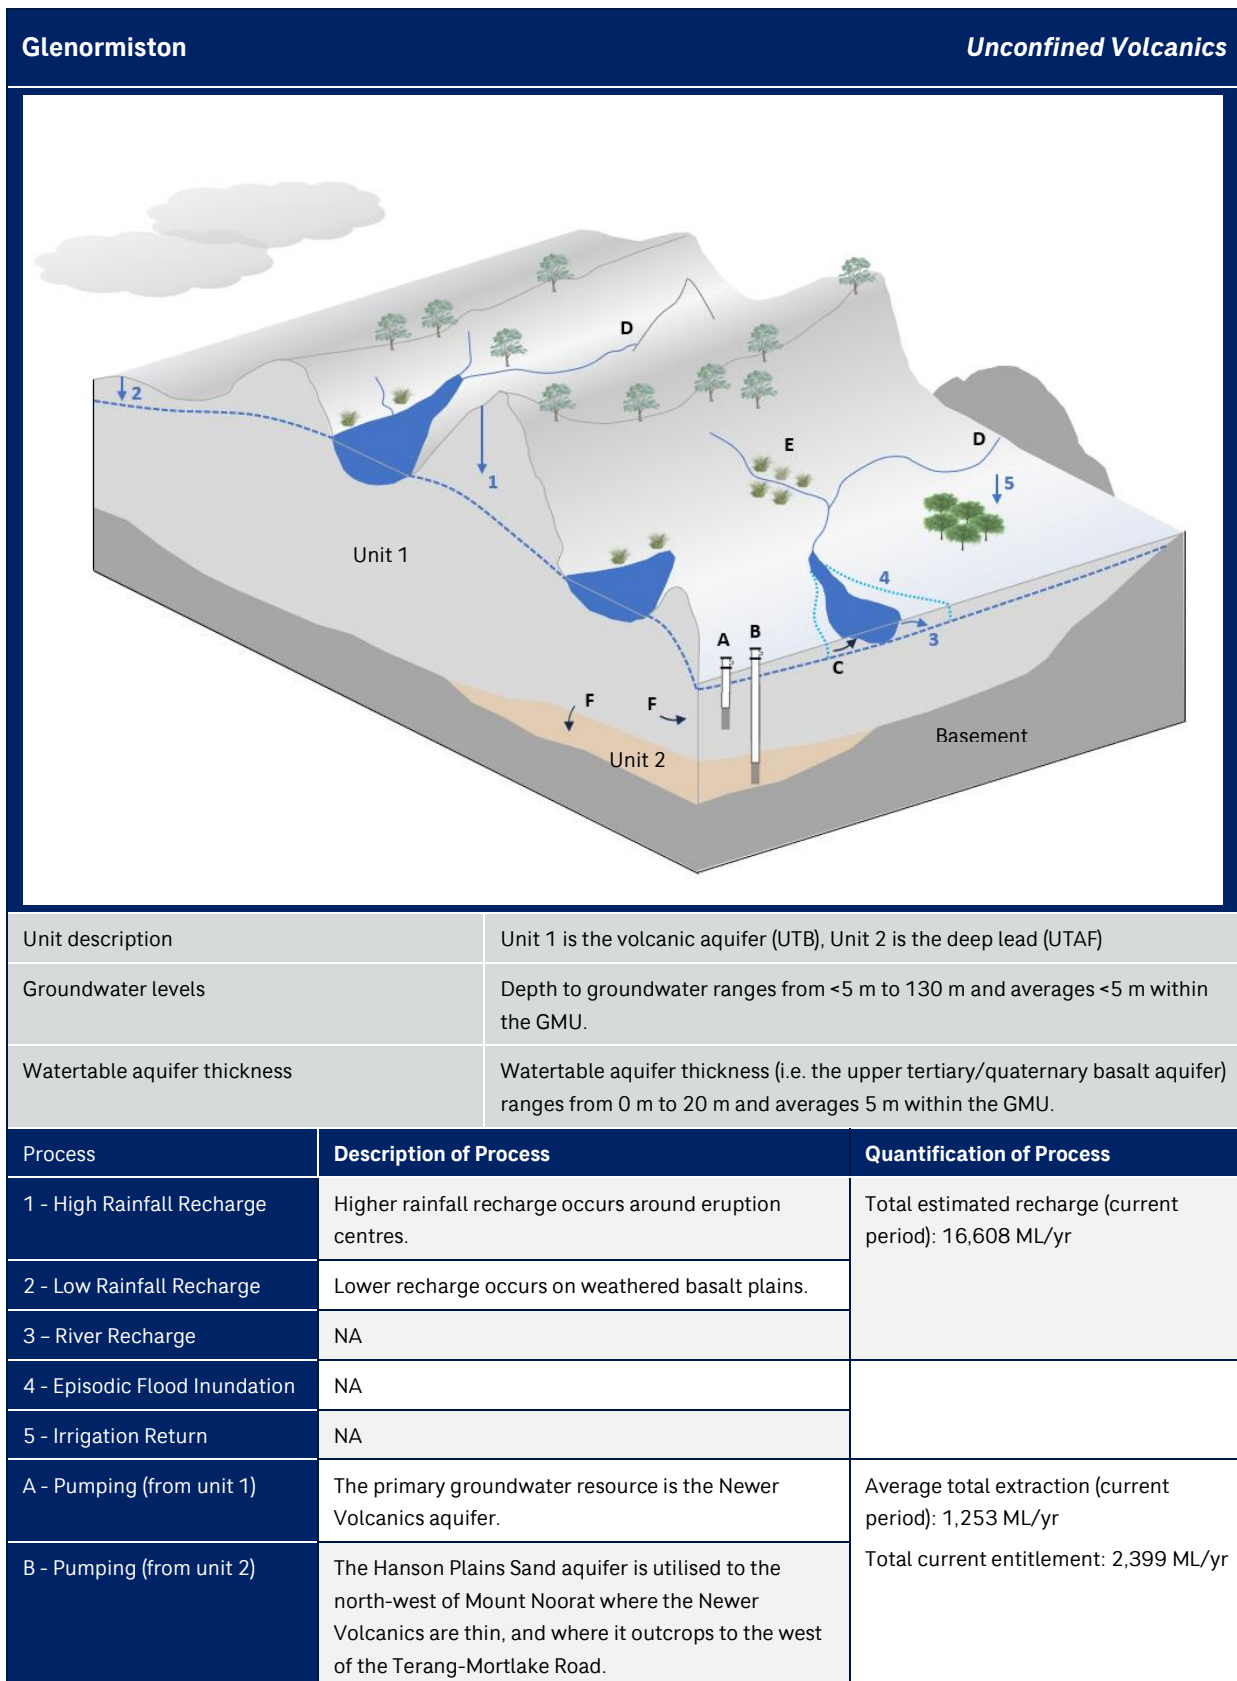 Glenormiston
Unconfined Volcanics
D
2
E
D
1
5
Unit 1
4
A
B
3
C
F
F
Basement
Unit 2
Unit description
Unit 1 is the volcanic aquifer (UTB), Unit 2 is the deep lead (UTAF)
Groundwater levels
Depth to groundwater ranges from <5 m to 130 m and averages <5 m within
the GMU.
Watertable aquifer thickness
Watertable aquifer thickness (i.e. the upper tertiary/quaternary basalt aquifer)
ranges from 0 m to 20 m and averages 5 m within the GMU.
Process
Description of Process
Quantification of Process
1 - High Rainfall Recharge
Higher rainfall recharge occurs around eruption
centres.
Total estimated recharge (current
period): 16,608 ML/yr
2 - Low Rainfall Recharge
Lower recharge occurs on weathered basalt plains.
3 – River Recharge
NA
4 - Episodic Flood Inundation
NA
5 - Irrigation Return
NA
A - Pumping (from unit 1)
The primary groundwater resource is the Newer
Volcanics aquifer.
Average total extraction (current
period): 1,253 ML/yr
Total current entitlement: 2,399 ML/yr
B - Pumping (from unit 2)
The Hanson Plains Sand aquifer is utilised to the
north-west of Mount Noorat where the Newer
Volcanics are thin, and where it outcrops to the west
of the Terang-Mortlake Road.